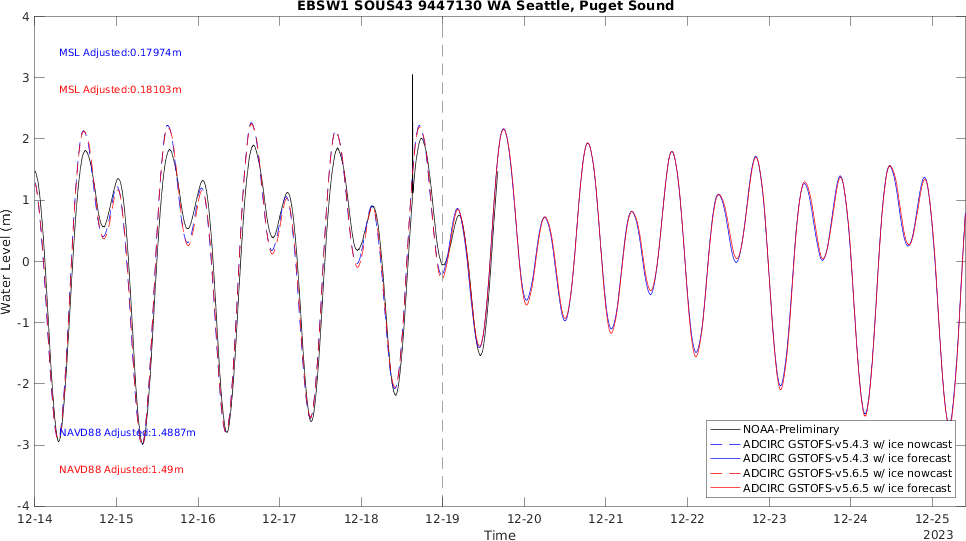 EBSW1 SOUS43 9447130 WA Seattle, Puget Sound
4
MSL Adjusted:0.17974m
3
MSL Adjusted:0.18103m
2
1
0
Water Level (m)
-1
-2
NOAA-Preliminary
NAVD88 Adjusted:1.4887m
-3
ADCIRC GSTOFS-v5.4.3 w/ ice nowcast
ADCIRC GSTOFS-v5.4.3 w/ ice forecast
NAVD88 Adjusted:1.49m
ADCIRC GSTOFS-v5.6.5 w/ ice nowcast
ADCIRC GSTOFS-v5.6.5 w/ ice forecast
-4
12-14 12-15 12-16 12-17 12-18 12-19 12-20 12-21 12-22 12-23 12-24 12-25
Time
2023